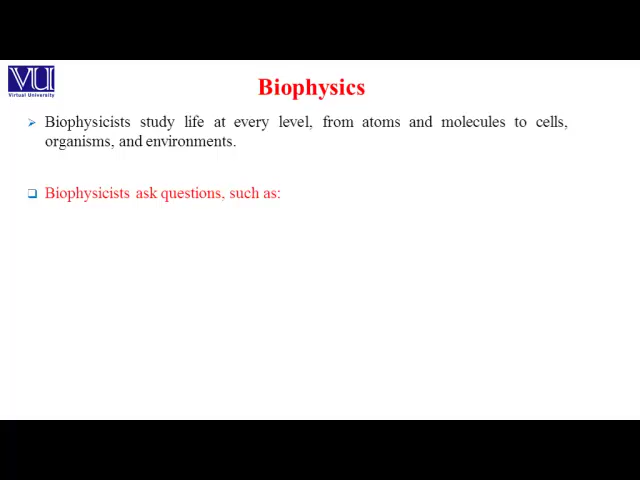 VU
Virtual University
Biophysics
Biophysicists study life at every level, from atoms and molecules to cells,
organisms, and environments.
Biophysicists ask questions, such as: